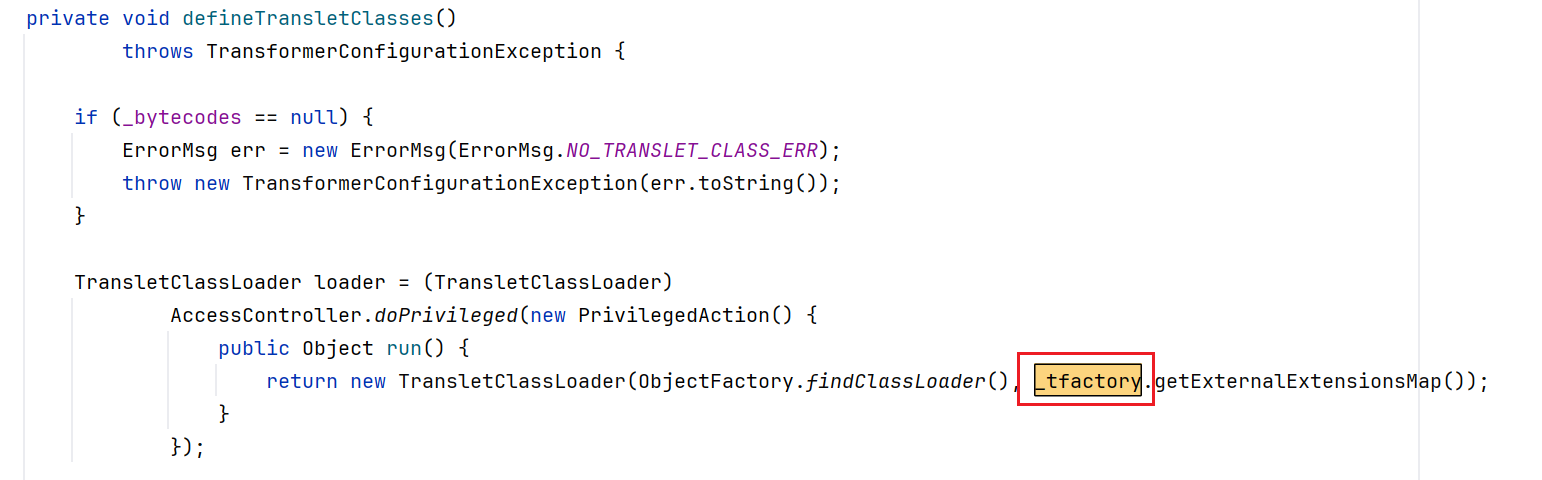 private void defineTransletClasses()
throws TransformerConfigurationException {
if (_bytecodes == null) {
ErrorMsg err = new ErrorMsg(ErrorMsg.NO_TRANSLET_CLASS_ERR);
throw new TransformerConfigurationException(err.toString());
}
TransletClassLoader loader = (TransletClassLoader)
AccessController.doPrivileged(new PrivilegedAction() {
public Object run() {
return new TransletClassLoader(ObjectFactory.findClassLoader(), _tfactory.getExternalExtensionsMap());
}
});